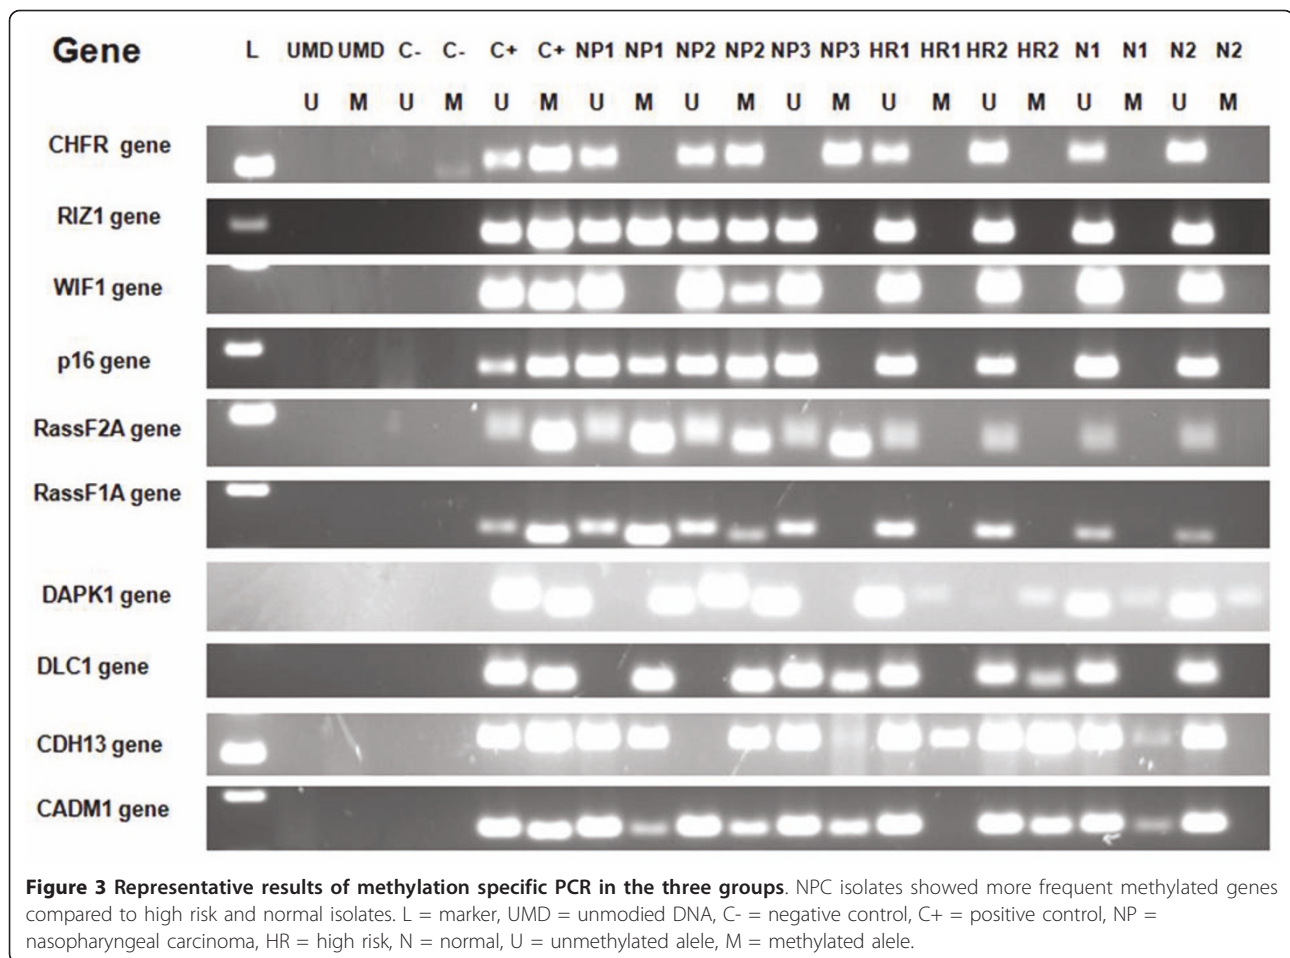 Gene L UMD UMD C- C- C+ C+ NP1 NP1 NP2 NP2 NP3 NP3 HR1 HR1 HR2 HR2 N1 N1 N2 N2
U M U M U M U M U M U M U M U M U M U M
CHFR gene
RIZ1 gene
WIF1 gene
p16 gene
RassF2A gene
RassF1A gene
DAPK1 gene
DLC1 gene
CDH13 gene
CADM1 gene
Figure 3 Representative results of methylation specific PCR in the three groups. NPC isolates showed more frequent methylated genes
compared to high risk and normal isolates. L = marker, UMD = unmodied DNA, C- = negative control, C+ = positive control, NP =
nasopharyngeal carcinoma, HR = high risk, N = normal, U = unmethylated alele, M = methylated alele.